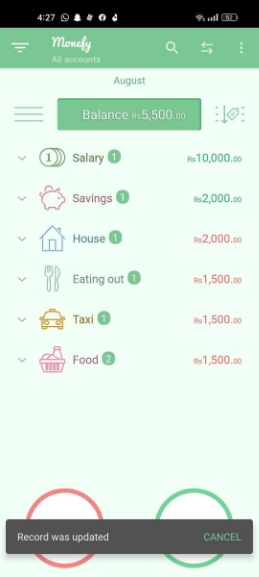 4:27
52
Monefy
All accounts
August
Balance Rs5,500.00
1 Salary 1 Rs10,000.00
Savings 1 Rs2,000.00
House 1 Rs2,000.00
Eating out 1 Rs1,500.00
Taxi 1 Rs1,500.00
Food 2 Rs1,500.00
Record was updated CANCEL